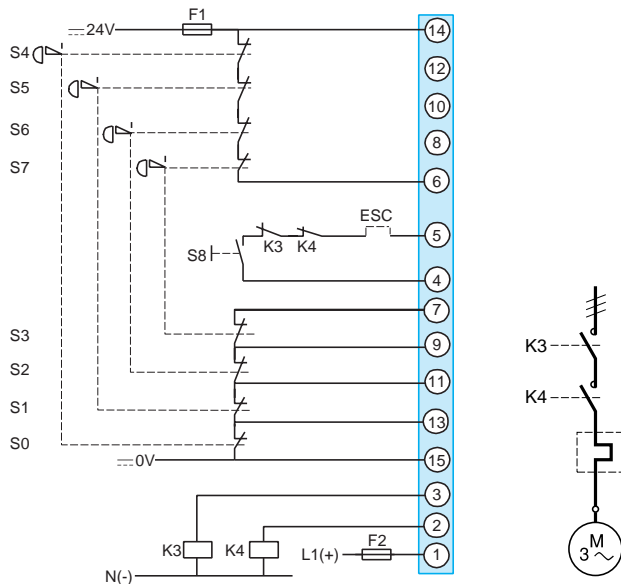 F1
24V
14
S4
12
S5
10
S6
8
S7
6
ESC
5
K3 K4
S8
4
7
S3
9
K3
S2
11
K4
S1
13
S0
0V
15
3
2
K3 K4 L1(+) F2
1
N(-)
M
3